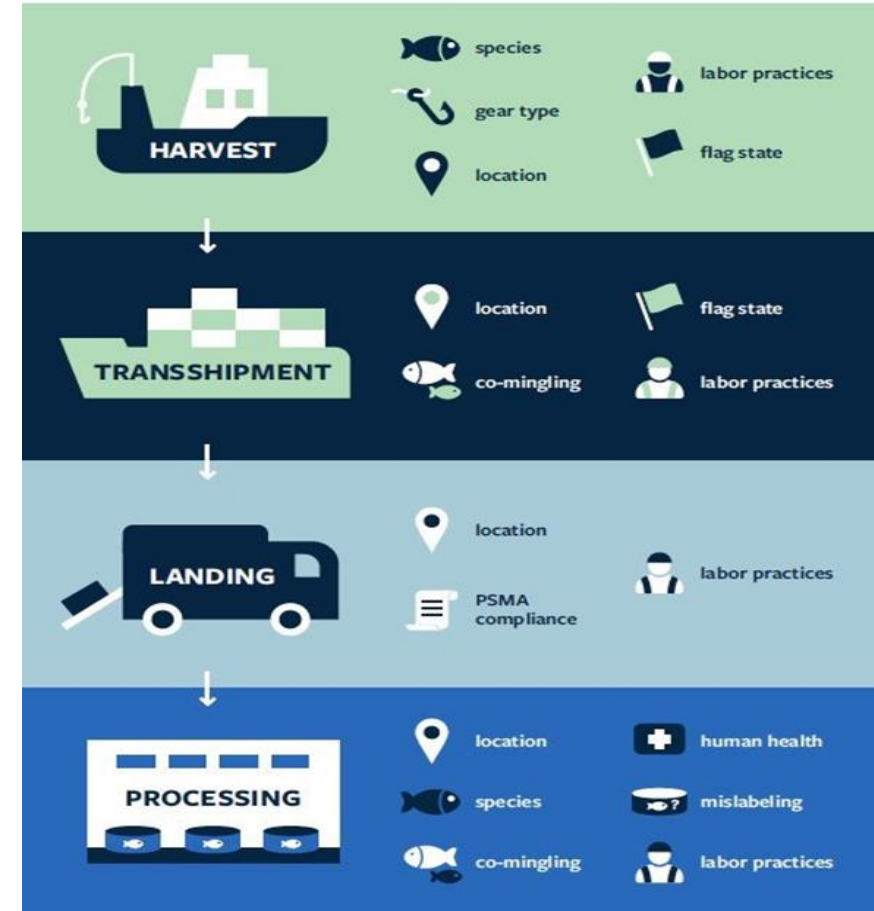 HARVEST
species
gear type
location
labor practices
flag state
TRANSSHIPMENT
location
co-mingling
flag state
labor practices
LANDING
location
PSMA
compliance
labor practices
PROCESSING
location
species
co-mingling
human health
?
mislabeling
labor practices